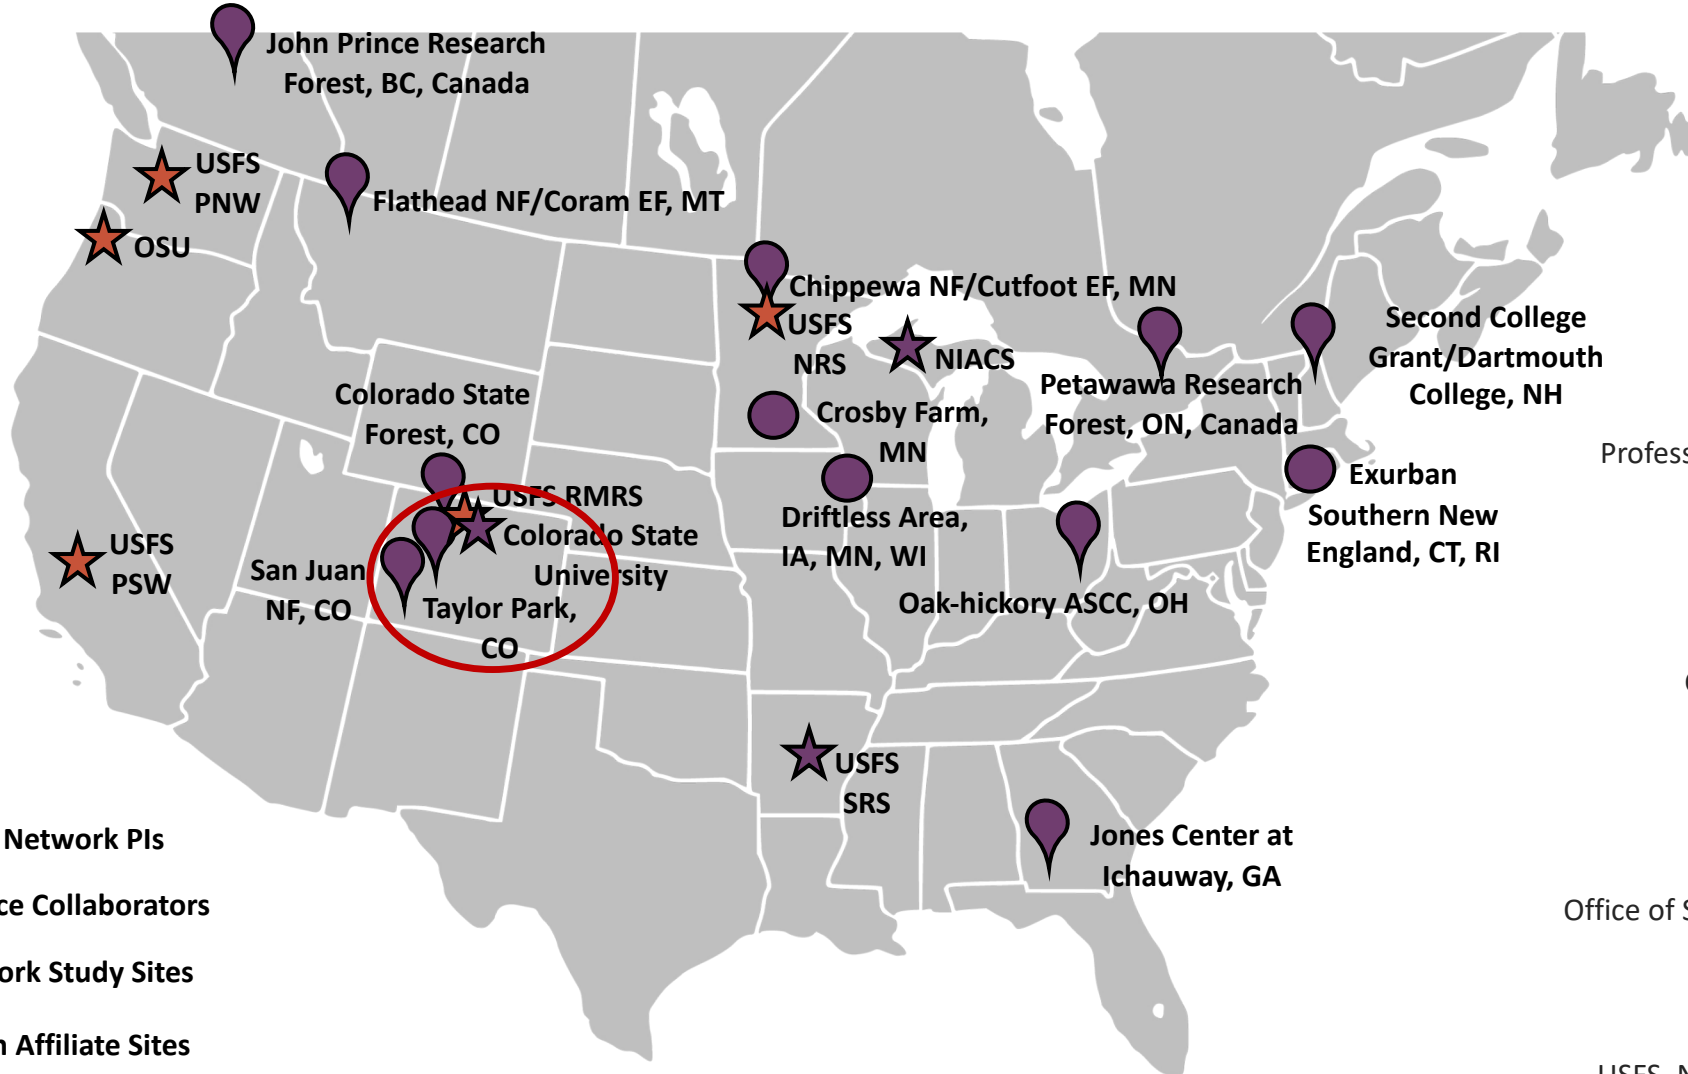 John Prince Research
Forest, BC, Canada
USFS
PNW
Flathead NF/Coram EF, MT
OSU
Chippewa NF/Cutfoot EF, MN
USFS
NRS
NIACS
Second College
Grant/Dartmouth
College, NH
Petawawa Research
Forest, ON, Canada
Colorado State
Forest, CO
Crosby Farm,
MN
Profess
Exurban
Southern New
England, CT, RI
USFS RMRS
Colorado State
University
Driftless Area,
IA, MN, WI
USFS
PSW
San Juan
NF, CO
Taylor Park,
CO
Oak-hickory ASCC, OH
USFS
SRS
Jones Center at
Ichauway, GA
Network PIs
ce Collaborators
Office of S
ork Study Sites
Affiliate Sites